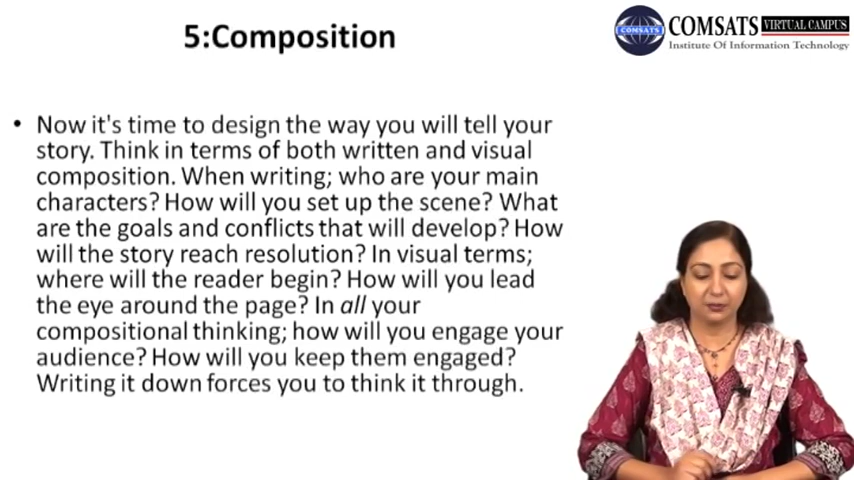 5:Composition
COMSATS
COMSATS VIRTUAL CAMPUS
Institute Of Information Technology
• Now it's time to design the way you will tell your
story. Think in terms of both written and visual
composition. When writing; who are your main
characters? How will you set up the scene? What
are the goals and conflicts that will develop? How
will the story reach resolution? In visual terms;
where will the reader begin? How will you lead
the eye around the page? In all your
compositional thinking; how will you engage your
audience? How will you keep them engaged?
Writing it down forces you to think it through.